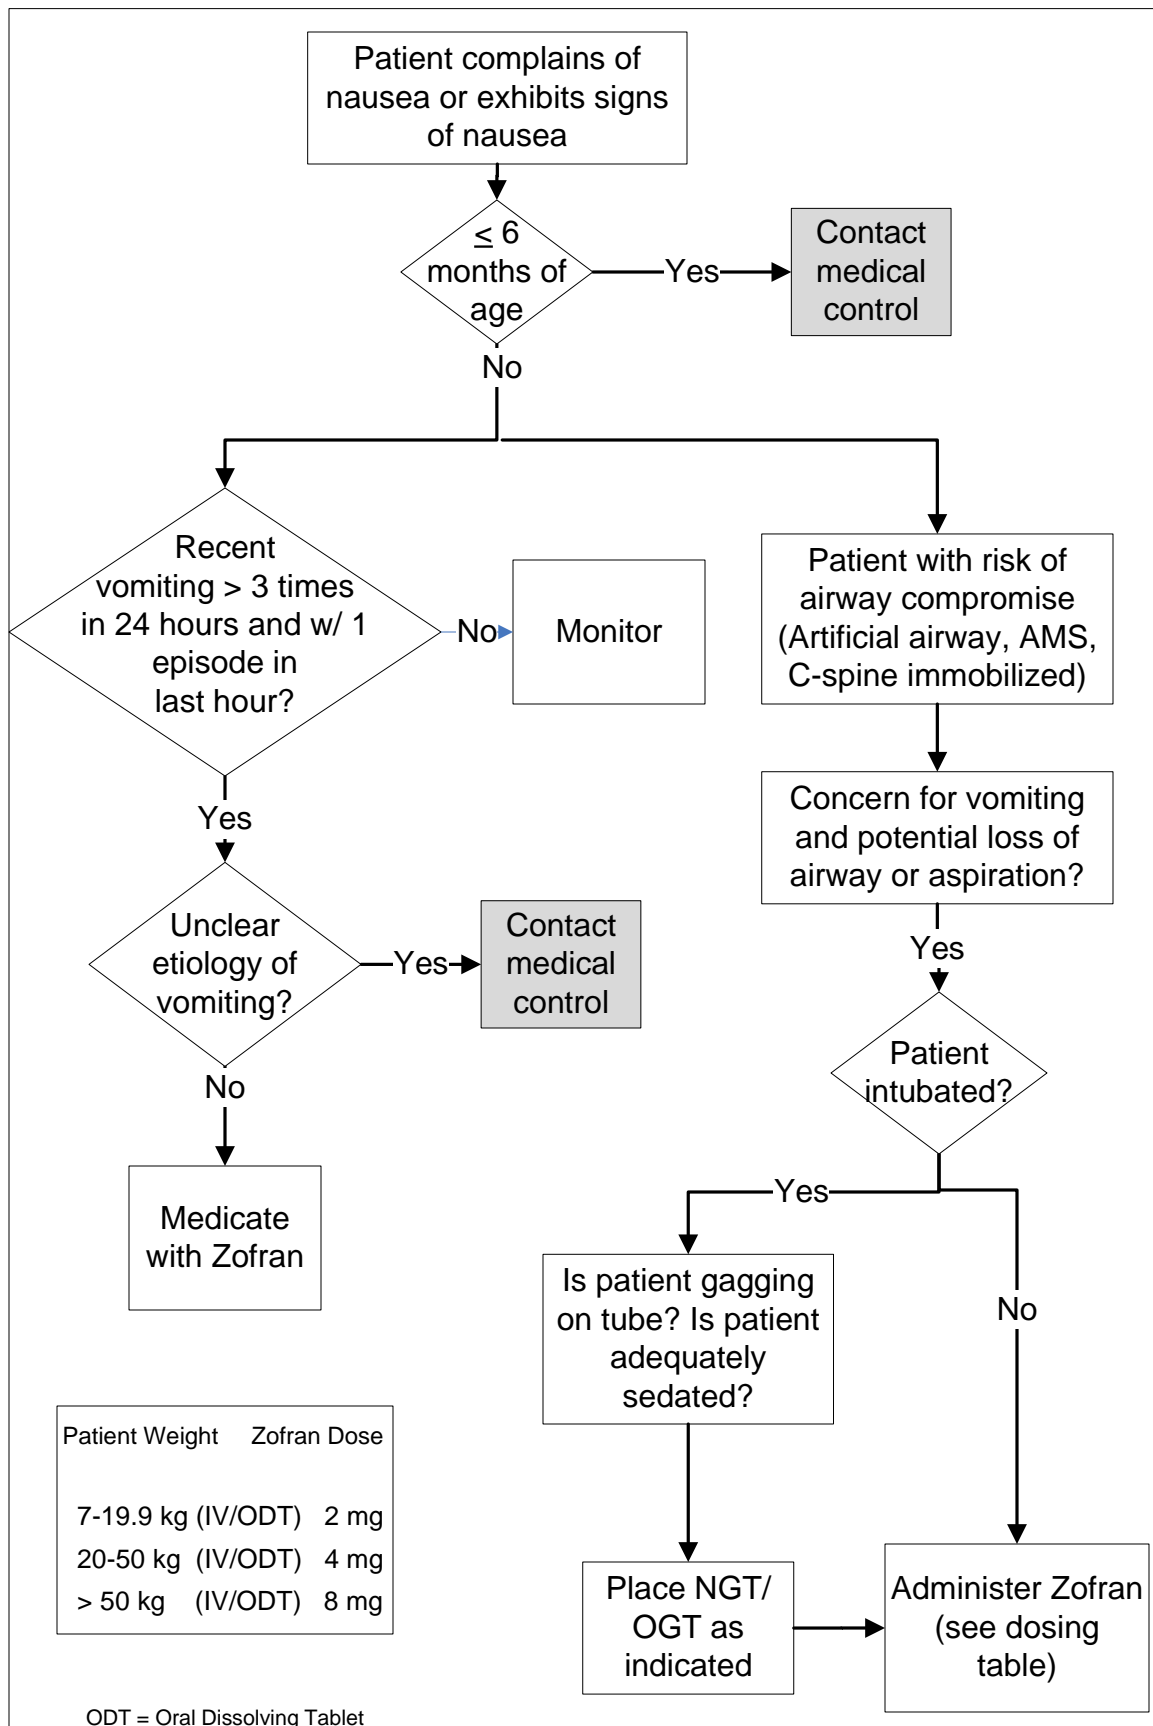 Patient complains of
nausea or exhibits signs
of nausea
≤ 6
months of
age
Yes
Contact
medical
control
No
Recent
vomiting > 3 times
in 24 hours and w/ 1
episode in
last hour?
No
Monitor
Yes
Unclear
etiology of
vomiting?
Yes
Contact
medical
control
No
Medicate
with Zofran
Patient with risk of
airway compromise
(Artificial airway, AMS,
C-spine immobilized)
Concern for vomiting
and potential loss of
airway or aspiration?
Yes
Patient
intubated?
Yes
No
Is patient gagging
on tube? Is patient
adequately
sedated?
Place NGT/
OGT as
indicated
Administer Zofran
(see dosing
table)
Patient Weight Zofran Dose
7-19.9 kg (IV/ODT) 2 mg
20-50 kg (IV/ODT) 4 mg
> 50 kg (IV/ODT) 8 mg
ODT = Oral Dissolving Tablet